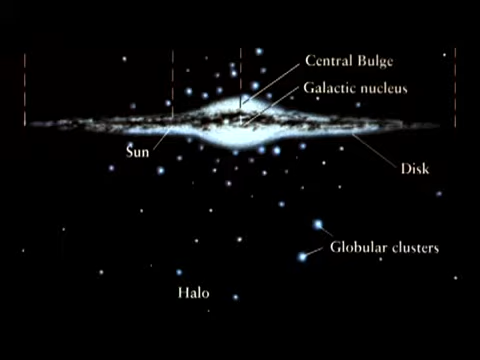 Central Bulge
Galactic nucleus
Sun
Disk
Globular clusters
Halo